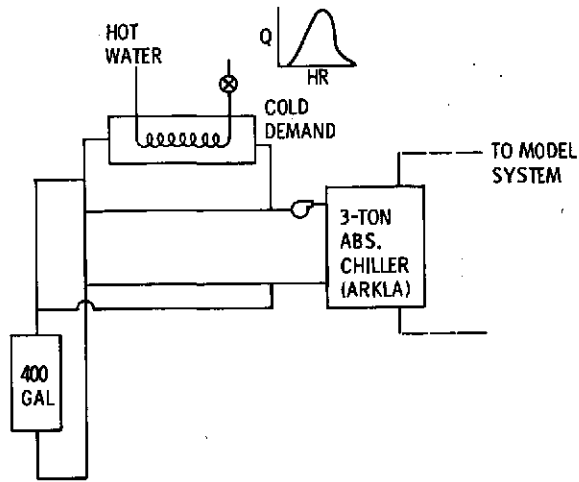 HOT
WATER
Q
HR
COLD
DEMAND
TO MODEL
SYSTEM
3-TON
ABS.
CHILLER
(ARKLA)
400
GAL